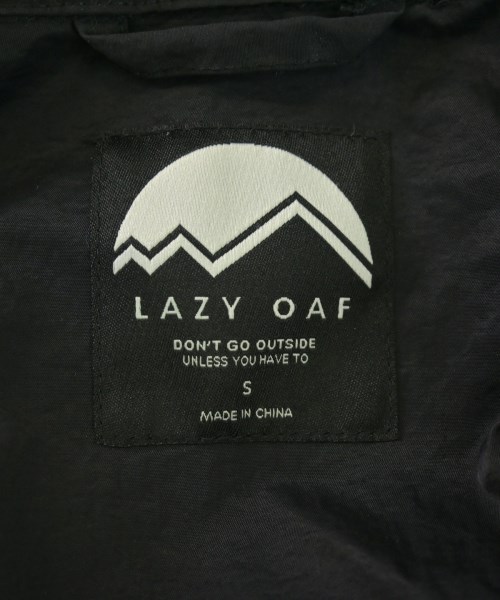 LAZY OAF
DON'T GO OUTSIDE
UNLESS YOU HAVE TO
S
MADE IN CHINA